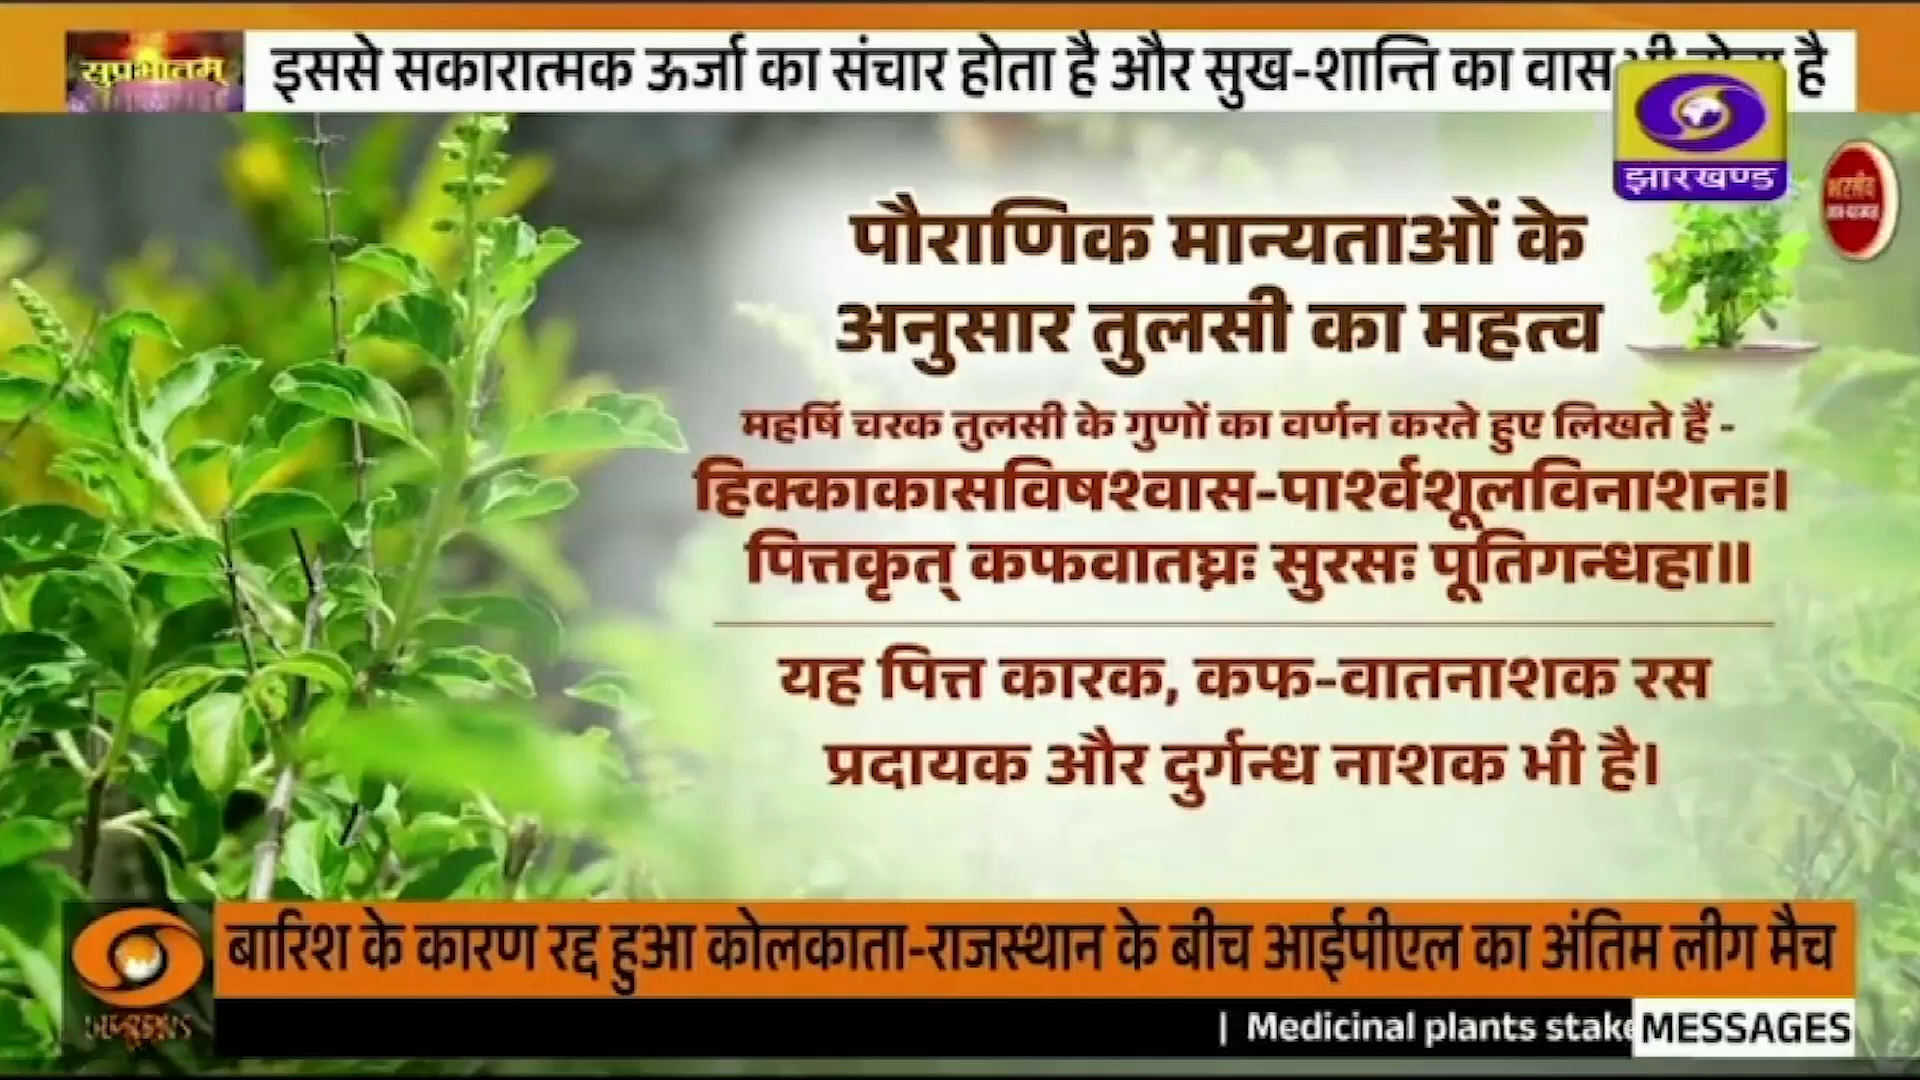 सुप्रभातम्
इससे सकारात्मक ऊर्जा का संचार होता है और सुख-शान्ति का वास भी होता है
झारखण्ड
पौराणिक मान्यताओं के
अनुसार तुलसी का महत्व
महर्षि चरक तुलसी के गुणों का वर्णन करते हुए लिखते हैं -
हिक्काकासविषश्वास-पार्श्वशूलविनाशनः।
पित्तकृत् कफवातघ्नः सुरसः पूतिगन्धहा॥
यह पित्त कारक, कफ-वातनाशक रस
प्रदायक और दुर्गन्ध नाशक भी है।
बारिश के कारण रद्द हुआ कोलकाता-राजस्थान के बीच आईपीएल का अंतिम लीग मैच
| Medicinal plants stake
MESSAGES